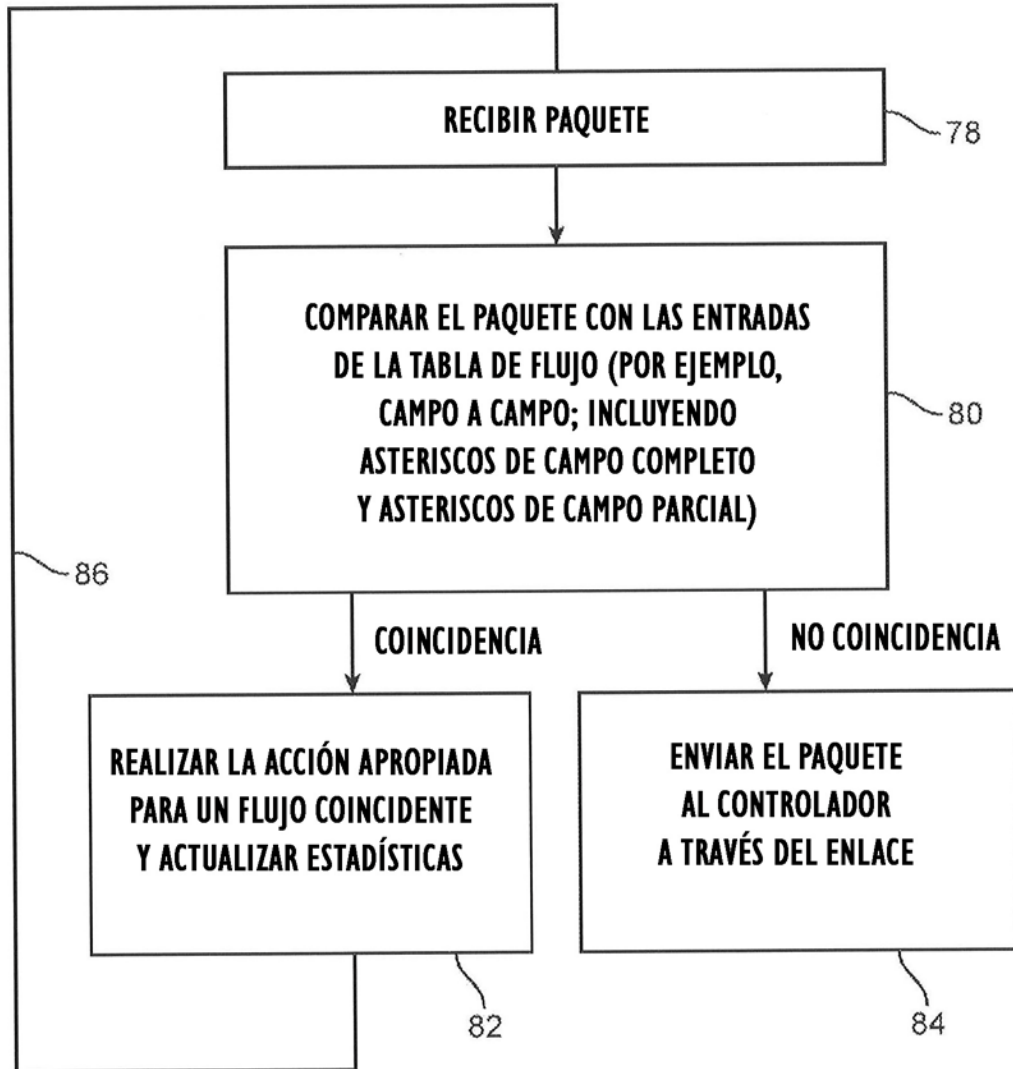 RECIBIR PAQUETE
78
COMPARAR EL PAQUETE CON LAS ENTRADAS
DE LA TABLA DE FLUJO (POR EJEMPLO,
CAMPO A CAMPO; INCLUYENDO
ASTERISCOS DE CAMPO COMPLETO
Y ASTERISCOS DE CAMPO PARCIAL)
80
86
COINCIDENCIA
NO COINCIDENCIA
REALIZAR LA ACCIÓN APROPIADA
PARA UN FLUJO COINCIDENTE
Y ACTUALIZAR ESTADÍSTICAS
82
ENVIAR EL PAQUETE
AL CONTROLADOR
A TRAVÉS DEL ENLACE
84